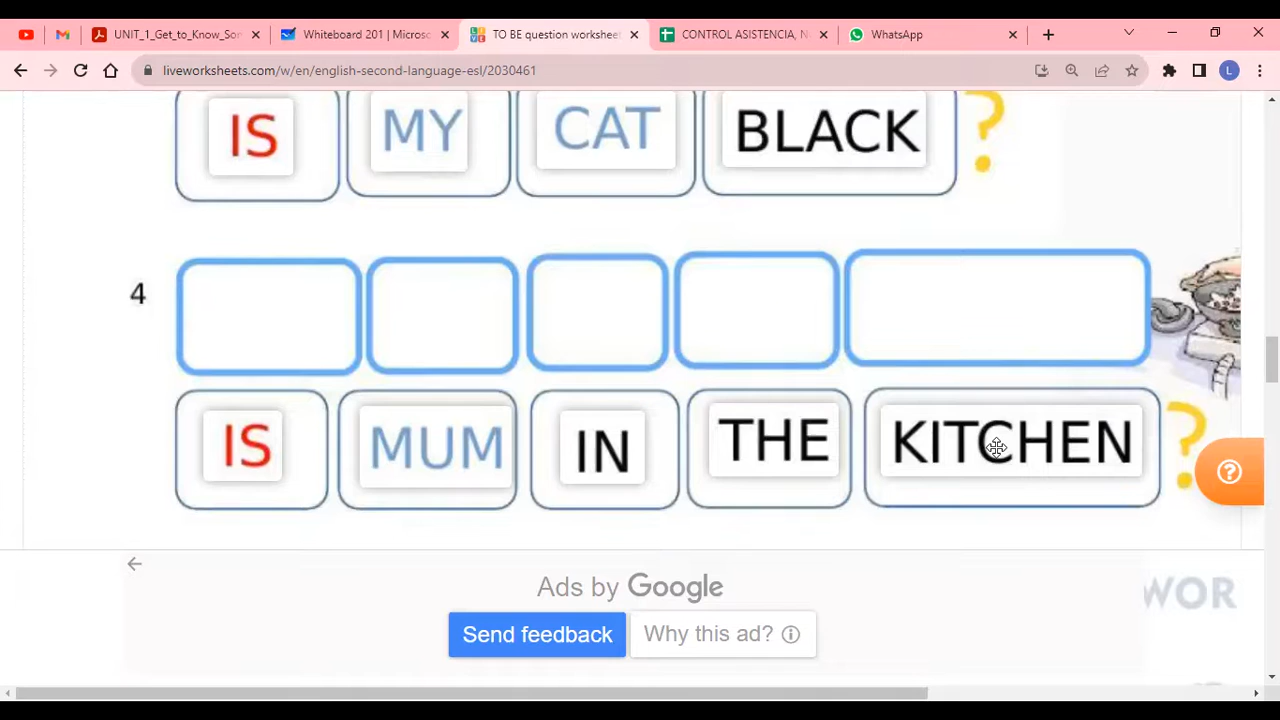 UNIT_1_Get_to_Know_Son
Whiteboard 201 | Microso
TO BE question workshee
CONTROL ASISTENCIA, N
WhatsApp
liveworksheets.com/w/en/english-second-language-esl/2030461
L
IS MY CAT BLACK ?
4
IS MUM IN THE KITCHEN ?
Ads by Google
Send feedback
Why this ad?
WOR